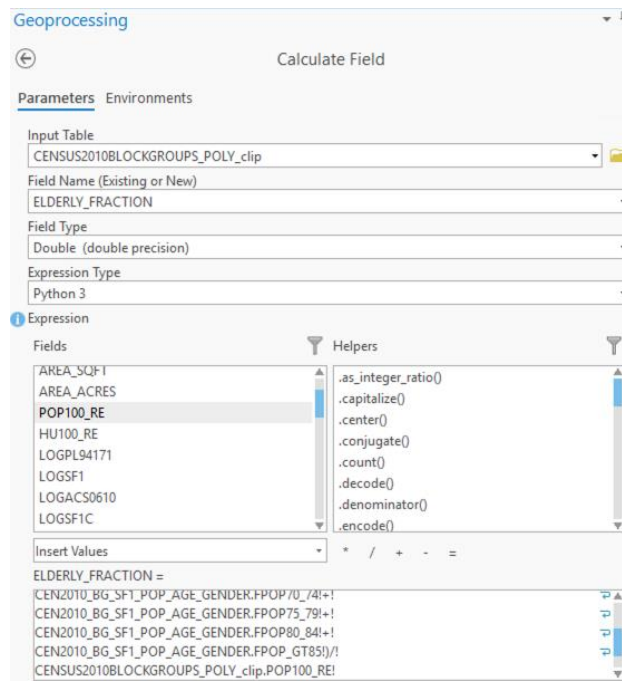 Geoprocessing
Calculate Field
Parameters Environments
Input Table
CENSUS2010BLOCKGROUPS_POLY_clip
Field Name (Existing or New)
ELDERLY_FRACTION
Field Type
Double (double precision)
Expression Type
Python 3
Expression
Fields
Helpers
AREA_SQFT
AREA_ACRES
POP100_RE
HU100_RE
LOGPL94171
LOGSF1
LOGACS0610
LOGSF1C
.as_integer_ratio()
.capitalize()
.center()
.conjugate()
.count()
.decode()
.denominator()
.encode()
Insert Values
* / + - =
ELDERLY_FRACTION =
CEN2010_BG_SF1_POP_AGE_GENDER.FPOP70_74!+!
CEN2010_BG_SF1_POP_AGE_GENDER.FPOP75_79!+!
CEN2010_BG_SF1_POP_AGE_GENDER.FPOP80_84!+!
CEN2010_BG_SF1_POP_AGE_GENDER.FPOP_GT85!)/!
CENSUS2010BLOCKGROUPS_POLY_clip.POP100_RE!